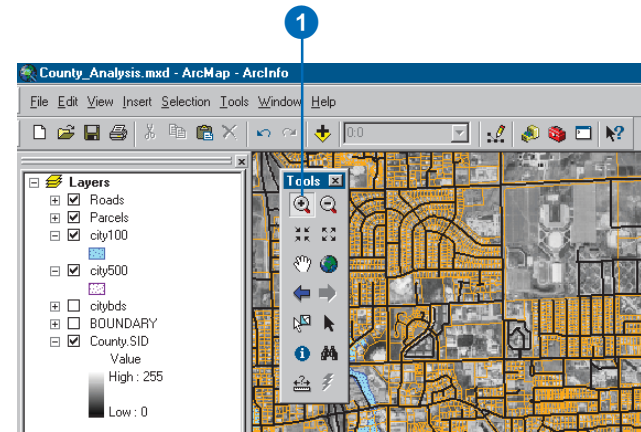 1
County_Analysis.mxd - ArcMap - ArcInfo
File Edit View Insert Selection Tools Window Help
0:0
Layers
Tools
Roads
Parcels
city100
city500
citybds
BOUNDARY
County.SID
Value
High : 255
Low : 0